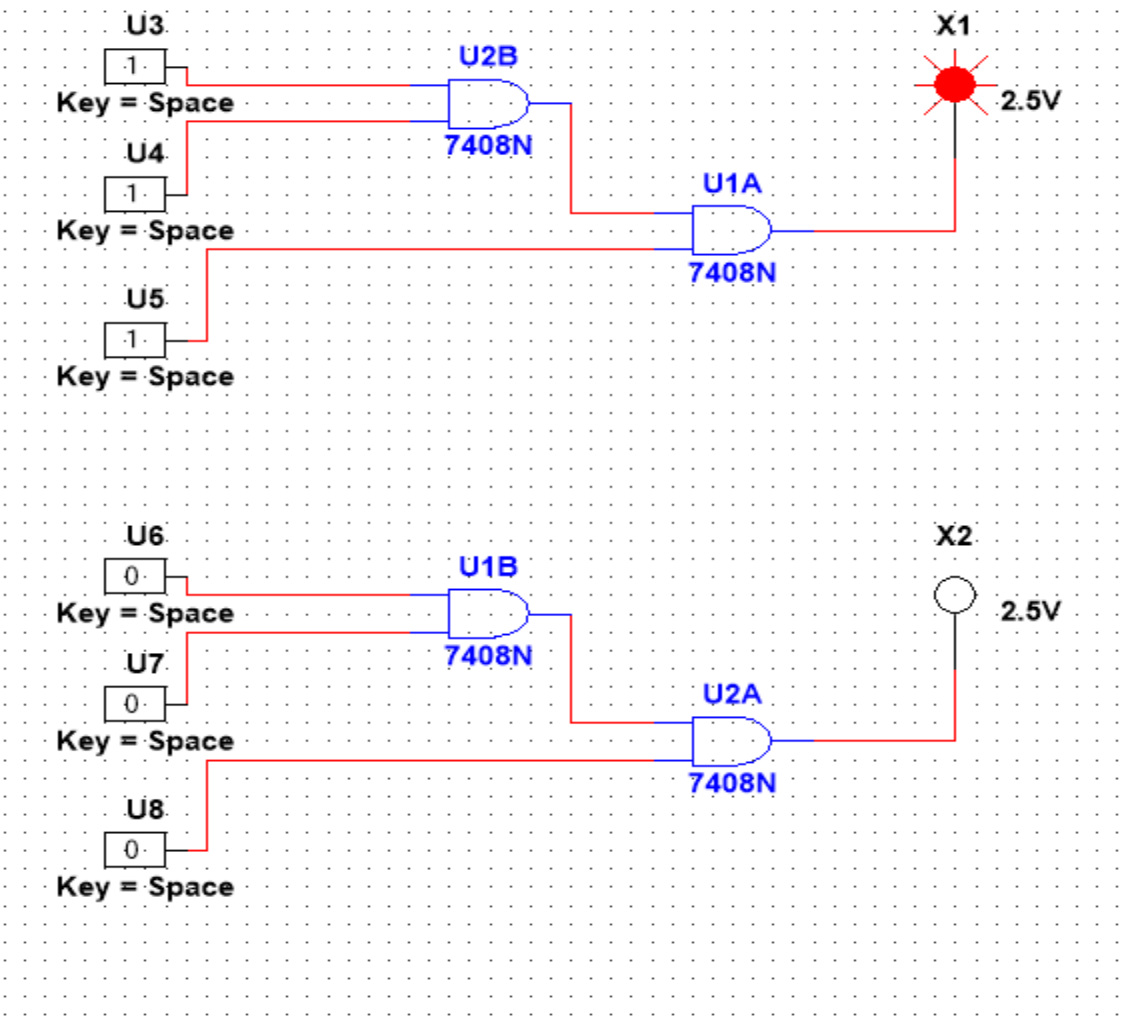 U3
X1
1
U2B
Key = Space
2.5V
U4
7408N
1
U1A
Key = Space
7408N
U5
1
Key = Space
U6
X2
0
U1B
Key = Space
2.5V
U7
7408N
0
U2A
Key = Space
7408N
U8
0
Key = Space